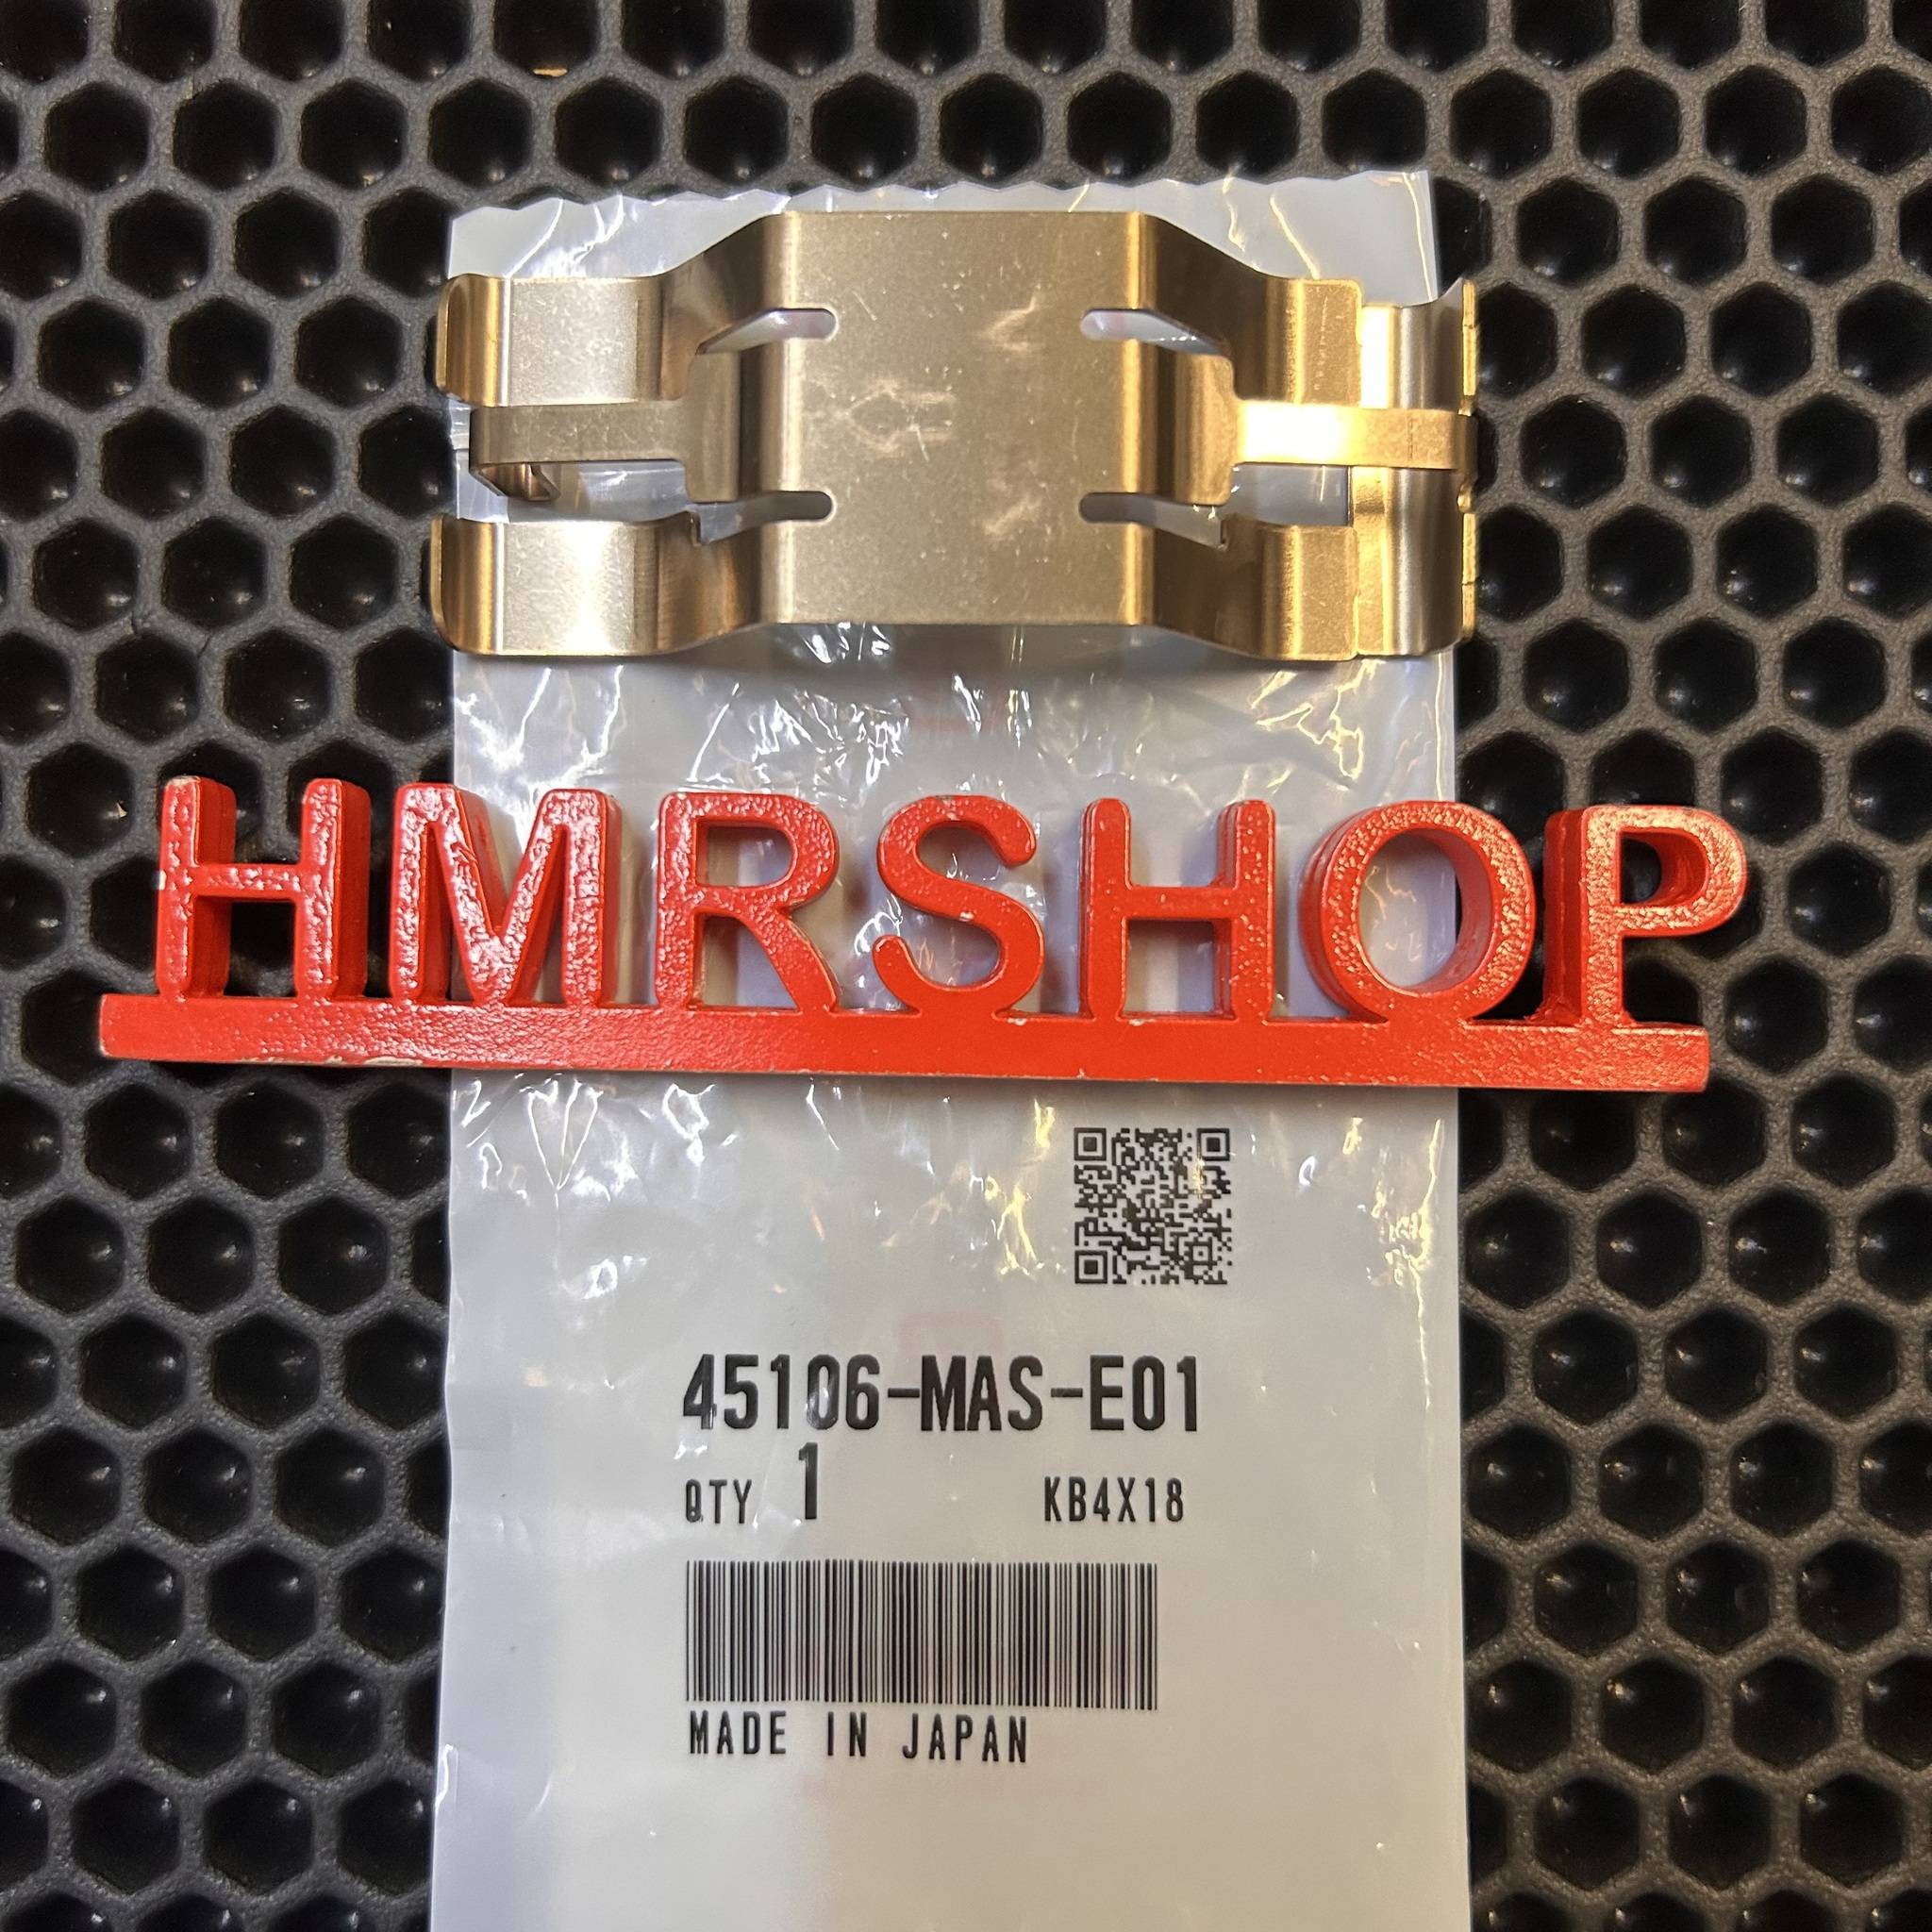 HMRSHOP
45106-MAS-E01
QTY 1 KB4X18
MADE IN JAPAN